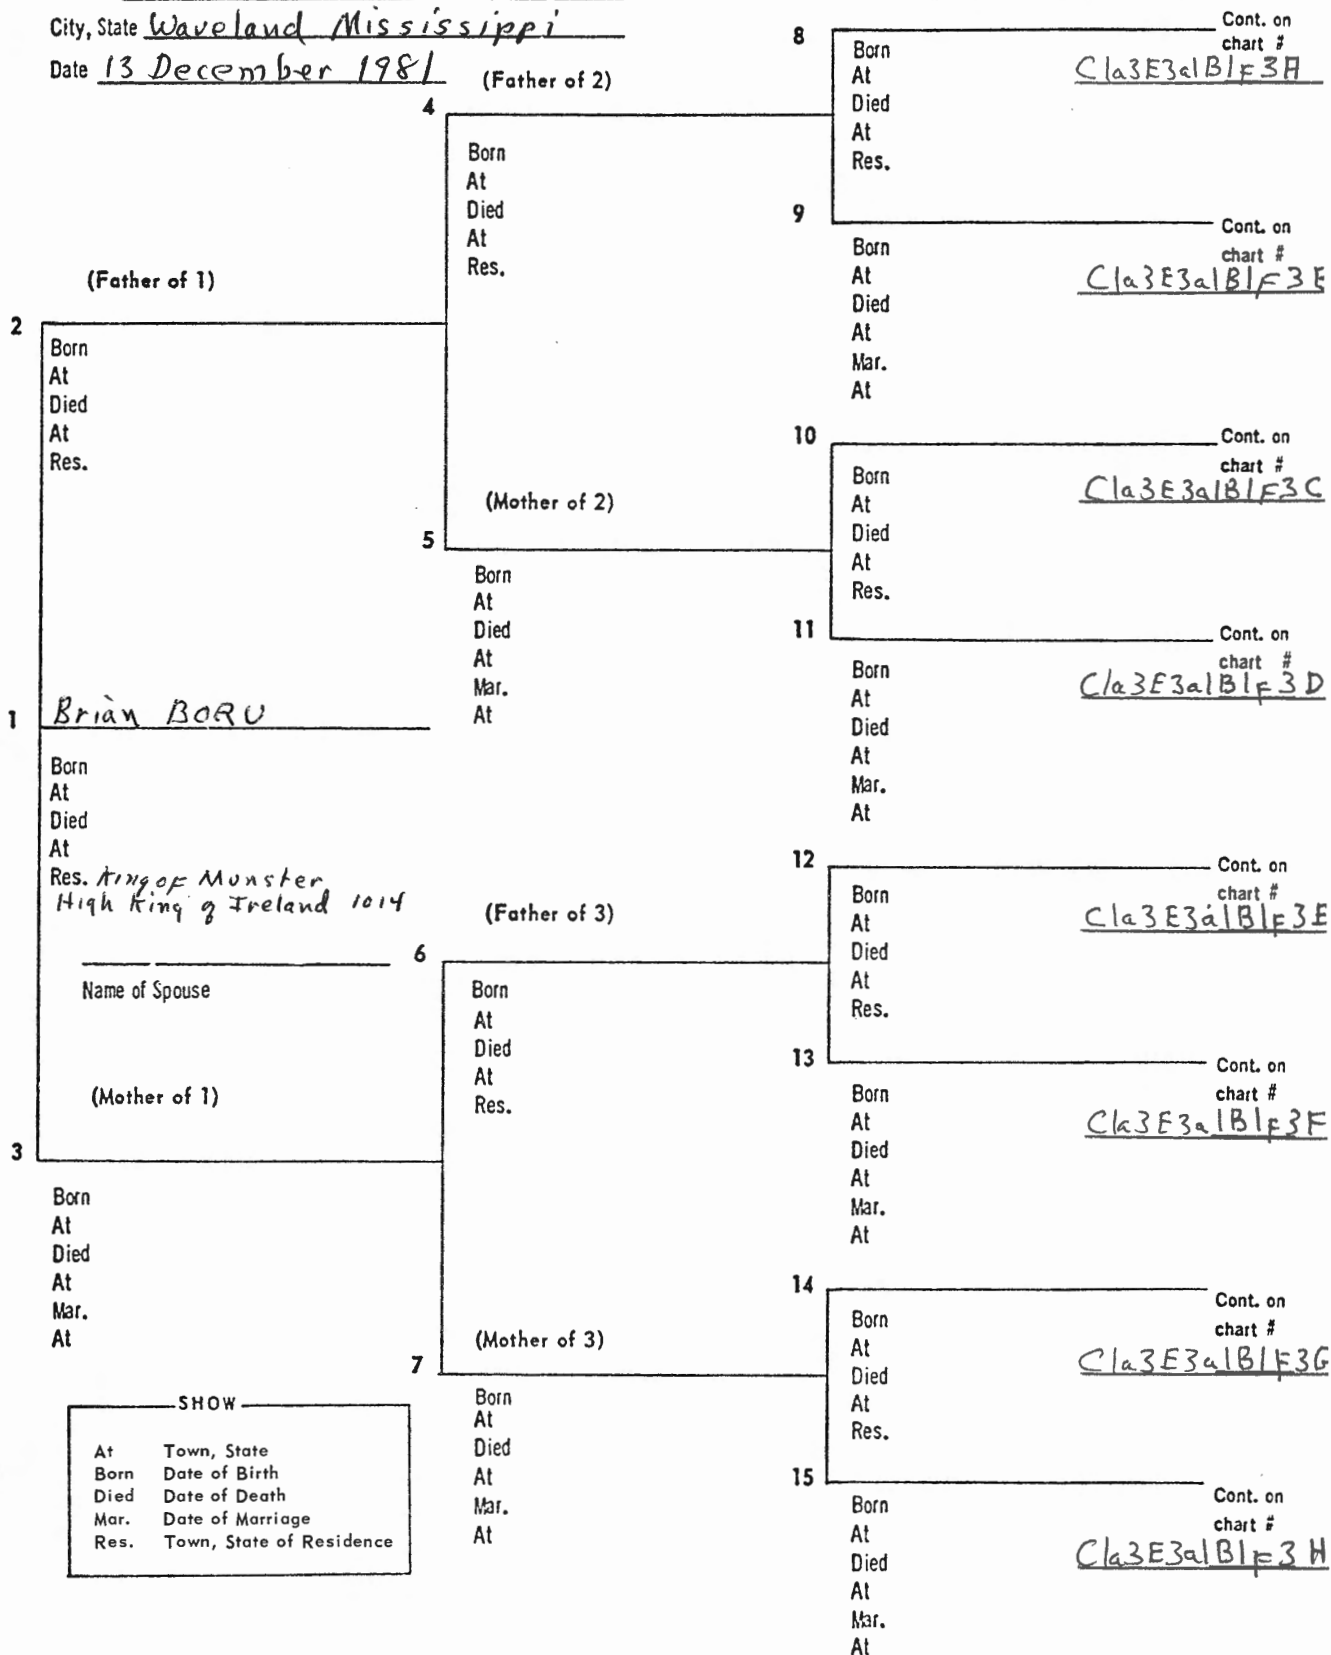 City, State Waveland Mississippi
Date 13 December 1981
(Father of 2)
4
Born
At
Died
At
Res.
(Father of 1)
2
Born
At
Died
At
Res.
(Mother of 2)
5
Born
At
Died
At
Mar.
At
1 Brian BORU
Born
At
Died
At
Res. King of Munster
High King of Ireland 1014
Name of Spouse
(Mother of 1)
3
Born
At
Died
At
Mar.
At
(Father of 3)
6
Born
At
Died
At
Res.
(Mother of 3)
7
Born
At
Died
At
Mar.
At
8
Born
At
Died
At
Res.
Cont. on
chart #
C1a3E3a1B1F3A
9
Born
At
Died
At
Mar.
At
Cont. on
chart #
C1a3E3a1B1F3E
10
Born
At
Died
At
Res.
Cont. on
chart #
C1a3E3a1B1F3C
11
Born
At
Died
At
Mar.
At
Cont. on
chart #
C1a3E3a1B1F3D
12
Born
At
Died
At
Res.
Cont. on
chart #
C1a3E3a1B1F3E
13
Born
At
Died
At
Mar.
At
Cont. on
chart #
C1a3E3a1B1F3F
14
Born
At
Died
At
Res.
Cont. on
chart #
C1a3E3a1B1F3G
15
Born
At
Died
At
Mar.
At
Cont. on
chart #
C1a3E3a1B1F3H
SHOW
At Town, State
Born Date of Birth
Died Date of Death
Mar. Date of Marriage
Res. Town, State of Residence